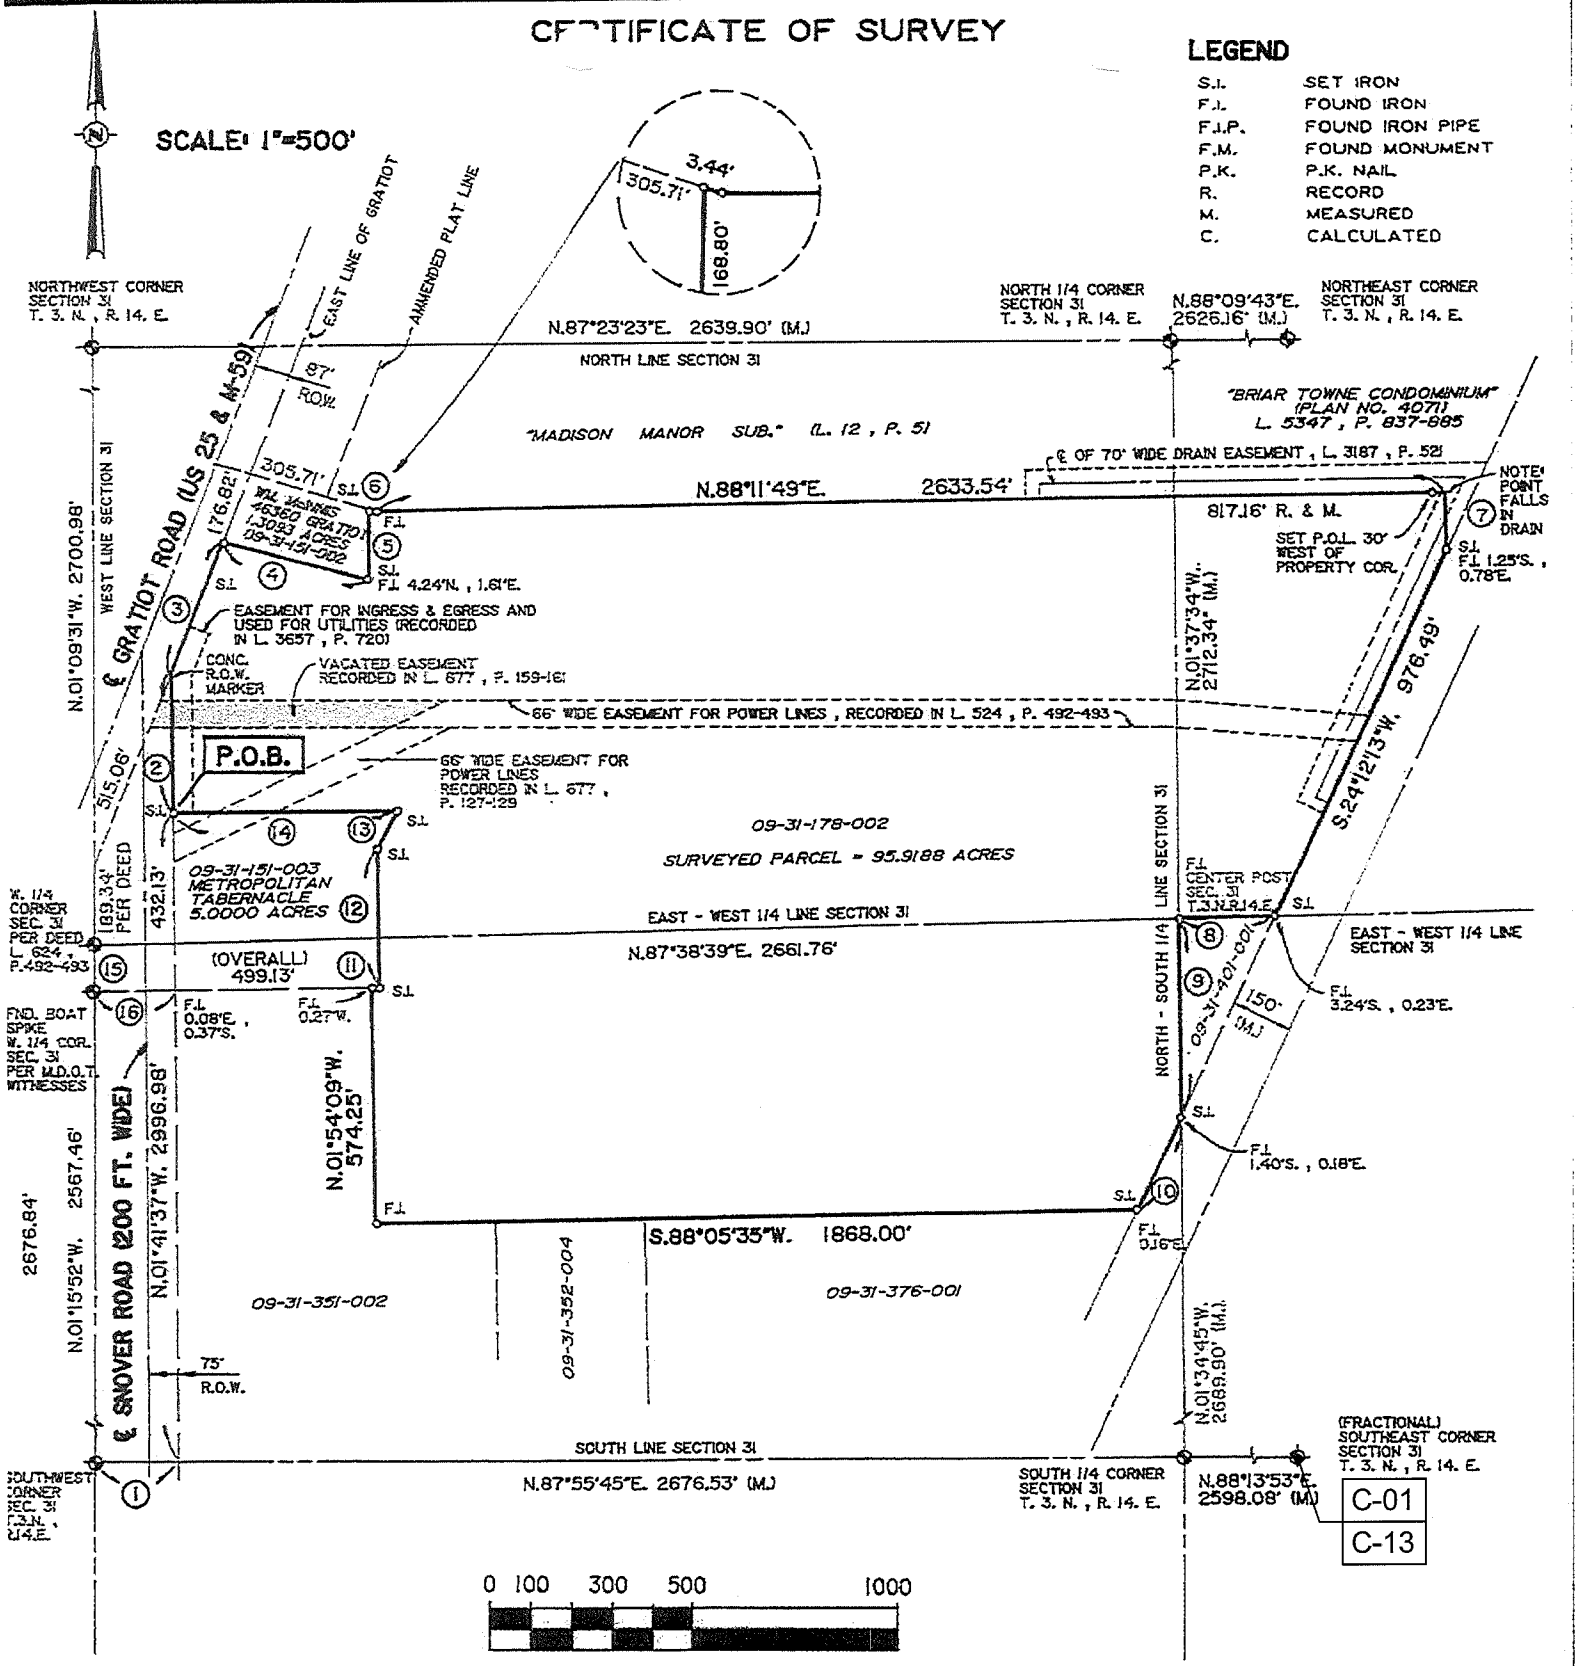 CERTIFICATE OF SURVEY
LEGEND
S.I. SET IRON
F.I. FOUND IRON
F.I.P. FOUND IRON PIPE
F.M. FOUND MONUMENT
P.K. P.K. NAIL
R. RECORD
M. MEASURED
C. CALCULATED
N
SCALE: 1"=500'
EAST LINE OF GRATIOT
AMMENDED PLAT LINE
3.44'
305.71'
168.80'
NORTHWEST CORNER
SECTION 31
T. 3. N. , R. 14. E.
N.87°23'23"E. 2639.90' (M.)
NORTH LINE SECTION 31
NORTH 1/4 CORNER
SECTION 31
T. 3. N. , R. 14. E.
N.88°09'43"E.
2626.16' (M.)
NORTHEAST CORNER
SECTION 31
T. 3. N. , R. 14. E.
87'
R.O.W.
℄ GRATIOT ROAD (US 25 & M-59)
WEST LINE SECTION 31
N.01°09'31"W. 2700.98'
"MADISON MANOR SUB." (L. 12 , P. 5)
"BRIAR TOWNE CONDOMINIUM"
(PLAN NO. 407)
L. 5347 , P. 837-885
℄ OF 70' WIDE DRAIN EASEMENT , L. 3187 , P. 521
305.71'
S.I. 6
176.82
46360 GRATIOT
1.3093 ACRES
09-31-151-002
F.I.
5
N.88°11'49"E. 2633.54'
817.16' R. & M.
NOTE:
POINT
FALLS
IN
DRAIN
7
SET P.O.L. 30'
WEST OF
PROPERTY COR.
S.I.
F.I. 1.25'S. ,
0.78'E.
S.I.
4
F.I. 4.24'N. , 1.61'E.
3
EASEMENT FOR INGRESS & EGRESS AND
USED FOR UTILITIES (RECORDED
IN L. 3657 , P. 720)
CONC.
R.O.W.
MARKER
VACATED EASEMENT
RECORDED IN L. 677 , P. 159-161
66' WIDE EASEMENT FOR POWER LINES , RECORDED IN L. 524 , P. 492-493
N.01°37'34"W.
2712.34' (M.)
S.24°12'13"W. 976.49'
P.O.B.
2
515.06'
66' WIDE EASEMENT FOR
POWER LINES
RECORDED IN L. 677 ,
P. 127-129
S.I.
14
13
S.I.
S.I.
09-31-178-002
SURVEYED PARCEL = 95.9188 ACRES
189.34'
PER DEED
432.13'
09-31-151-003
METROPOLITAN
TABERNACLE
5.0000 ACRES
12
W. 1/4
CORNER
SEC. 31
PER DEED
P. 492-493
EAST - WEST 1/4 LINE SECTION 31
N.87°38'39"E. 2661.76'
NORTH - SOUTH 1/4 LINE SECTION 31
F.I.
CENTER POST
SEC. 31
T.3.N.R.14.E.
S.I.
8
EAST - WEST 1/4 LINE
SECTION 31
15
(OVERALL)
499.13'
11
S.I.
16
F.I.
0.08'E. ,
0.37'S.
F.I.
0.27'W.
9
09-31-401-001
150'
(M.)
F.I.
3.24'S. , 0.23'E.
FND. BOAT
SPIKE
W. 1/4 COR.
SEC. 31
PER M.D.O.T.
WITNESSES
N.01°54'09"W.
574.25'
S.I.
F.I.
1.40'S. , 0.18'E.
10
S.I.
F.I.
0.16'E.
F.I.
S.88°05'35"W. 1868.00'
℄ SNOVER ROAD (200 FT. WIDE)
N.01°41'37"W. 2996.98'
2676.84'
N.01°15'52"W. 2567.46'
09-31-351-002
09-31-352-004
09-31-376-001
75'
R.O.W.
N.01°34'45"W.
2689.90' (M.)
SOUTH LINE SECTION 31
N.87°55'45"E. 2676.53' (M.)
SOUTHWEST
CORNER
SEC. 31
1
SOUTH 1/4 CORNER
SECTION 31
T. 3. N. , R. 14. E.
N.88°13'53"E.
2598.08' (M.)
(FRACTIONAL)
SOUTHEAST CORNER
SECTION 31
T. 3. N. , R. 14. E.
C-01
C-13
0 100 300 500 1000